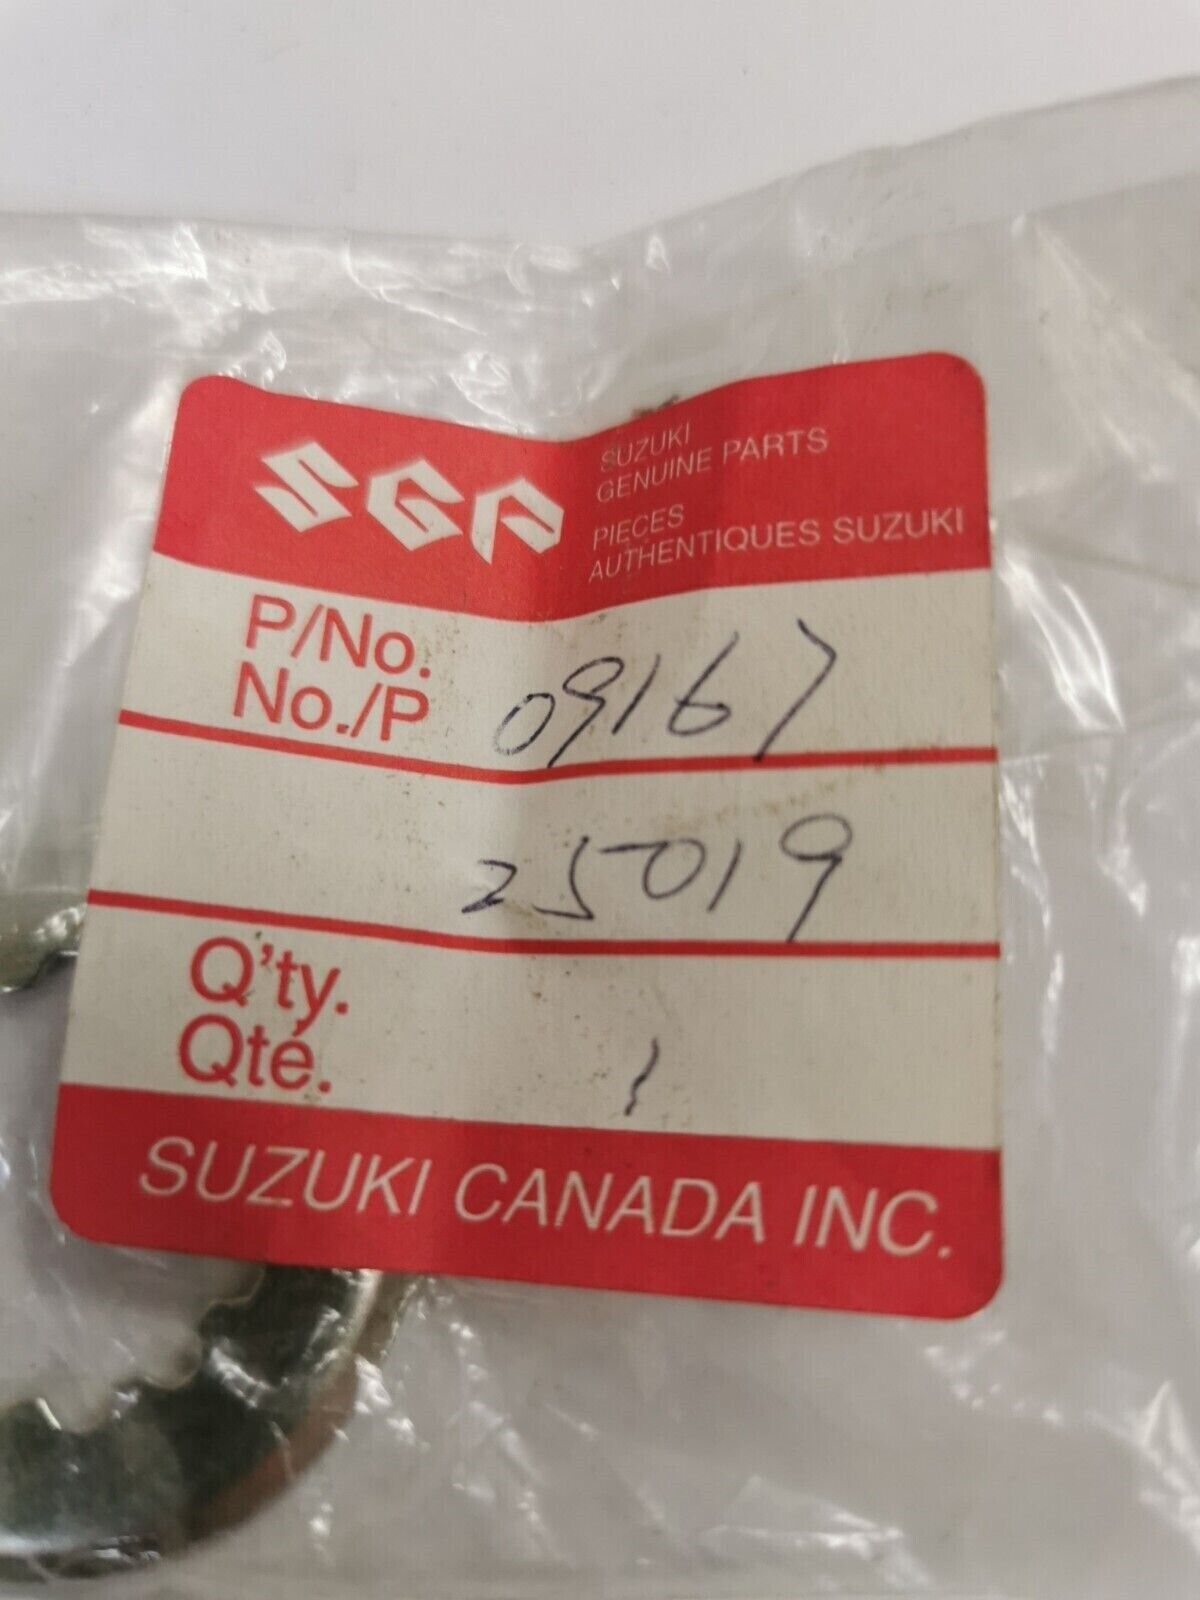 SGP
SUZUKI
GENUINE PARTS
PIECES
AUTHENTIQUES SUZUKI
P/No.
No./P 09167
25019
Q'ty.
Qté. 1
SUZUKI CANADA INC.